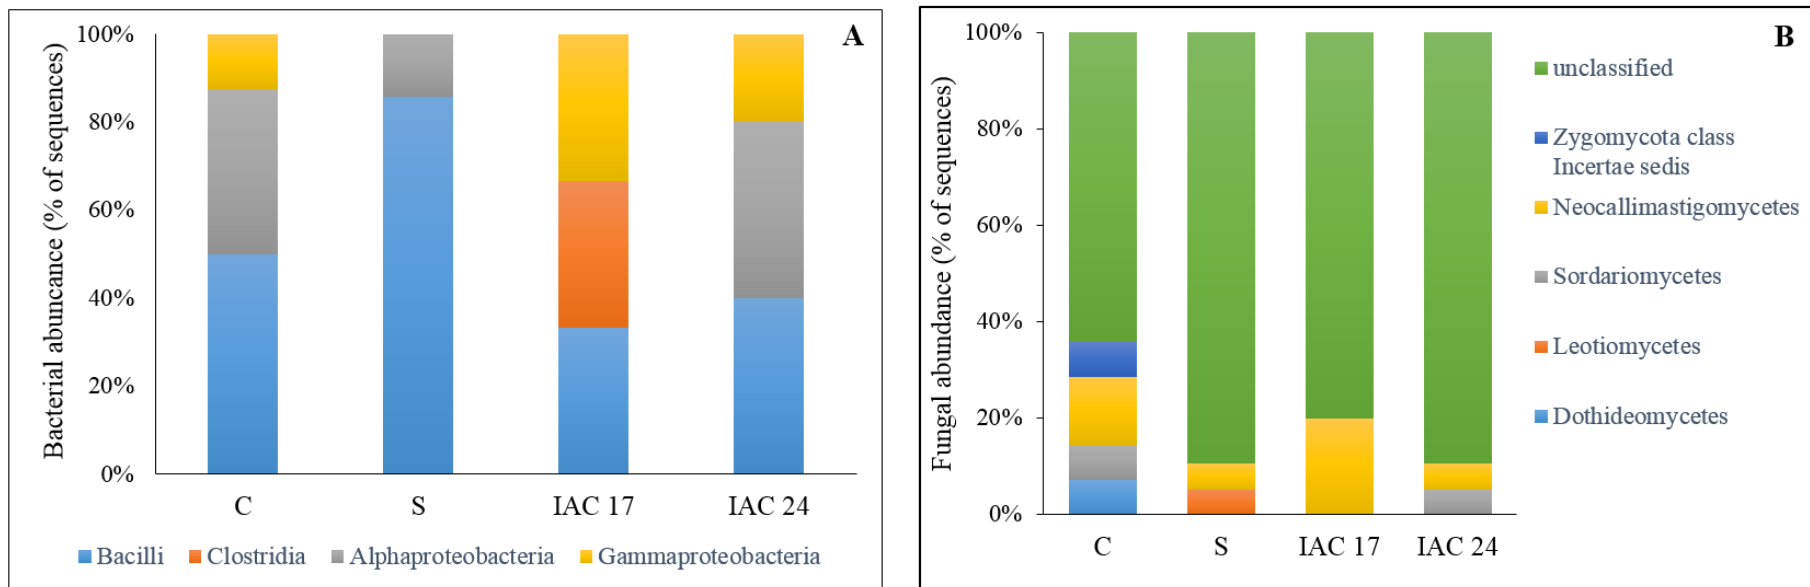 A
Bacterial abuncance (% of sequences)
100%
80%
60%
40%
20%
0%
C S IAC 17 IAC 24
Bacilli Clostridia Alphaproteobacteria Gammaproteobacteria
B
Fungal abundance (% of sequences)
100%
80%
60%
40%
20%
0%
C S IAC 17 IAC 24
unclassified
Zygomycota class
Incertae sedis
Neocallimastigomycetes
Sordariomycetes
Leotiomycetes
Dothideomycetes